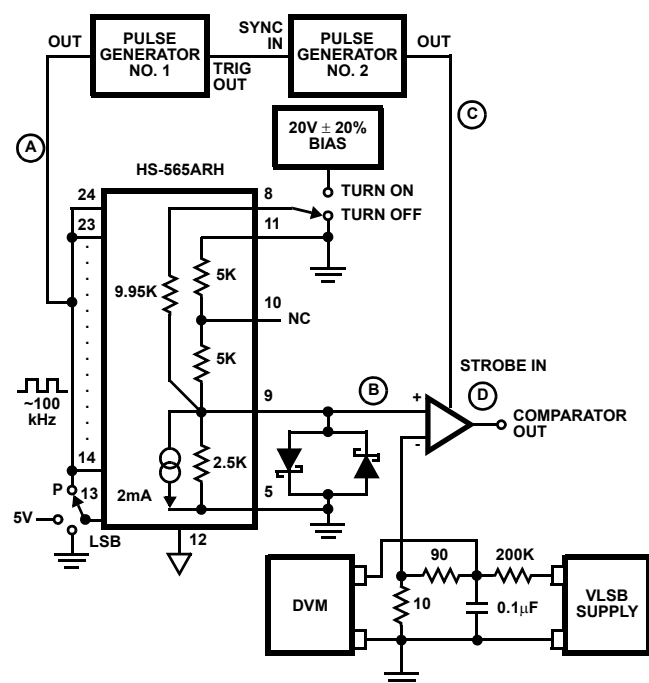 OUT
PULSE
GENERATOR
NO. 1
TRIG
OUT
SYNC
IN
PULSE
GENERATOR
NO. 2
OUT
A
C
20V ± 20%
BIAS
HS-565ARH
TURN ON
TURN OFF
24
23
8
11
9.95K
5K
10
NC
5K
~100
kHz
9
B
STROBE IN
+
-
D
COMPARATOR
OUT
14
P
13
5V
LSB
2mA
2.5K
5
12
DVM
90
200K
10
0.1µF
VLSB
SUPPLY